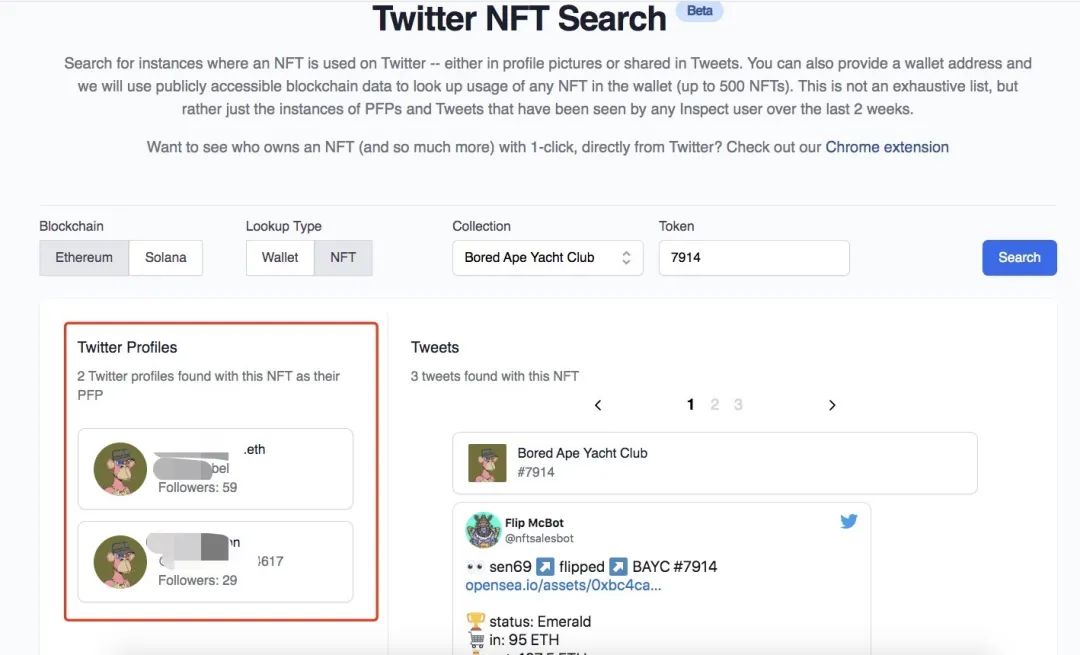 Twitter NFT Search Beta
Search for instances where an NFT is used on Twitter -- either in profile pictures or shared in Tweets. You can also provide a wallet address and
we will use publicly accessible blockchain data to look up usage of any NFT in the wallet (up to 500 NFTs). This is not an exhaustive list, but
rather just the instances of PFPs and Tweets that have been seen by any Inspect user over the last 2 weeks.
Want to see who owns an NFT (and so much more) with 1-click, directly from Twitter? Check out our Chrome extension
Blockchain
Lookup Type
Collection
Token
Ethereum
Solana
Wallet
NFT
Bored Ape Yacht Club
7914
Search
Twitter Profiles
2 Twitter profiles found with this NFT as their
PFP
.eth
Followers: 59
Followers: 29
Tweets
3 tweets found with this NFT
1 2 3
Bored Ape Yacht Club
#7914
Flip McBot
@nftsalesbot
sen69 flipped BAYC #7914
opensea.io/assets/0xbc4ca...
status: Emerald
in: 95 ETH